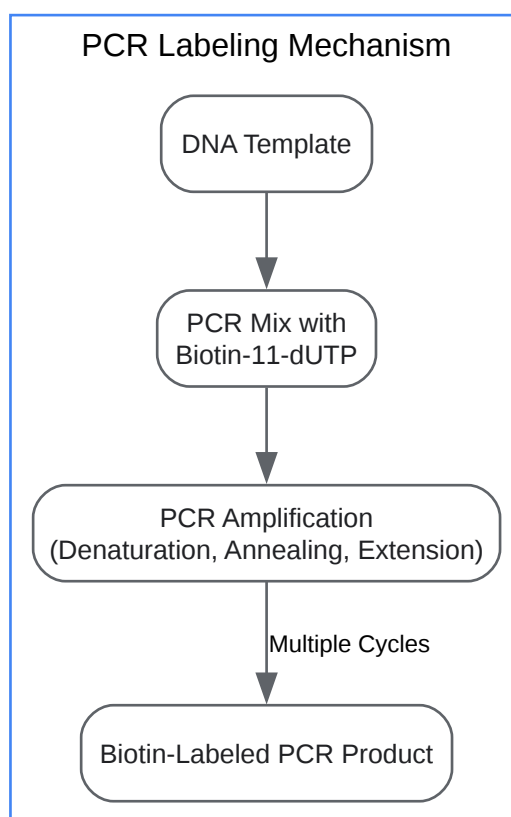 PCR Labeling Mechanism
DNA Template
PCR Mix with
Biotin-11-dUTP
PCR Amplification
(Denaturation, Annealing, Extension)
Multiple Cycles
Biotin-Labeled PCR Product